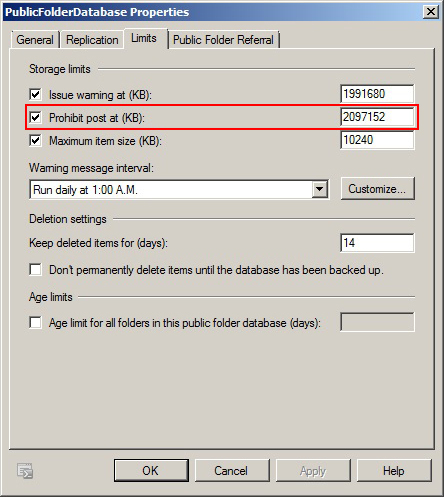 PublicFolderDatabase Properties
General Replication Limits Public Folder Referral
Storage limits
Issue warning at (KB): 1991680
Prohibit post at (KB): 2097152
Maximum item size (KB): 10240
Warning message interval:
Run daily at 1:00 A.M. Customize...
Deletion settings
Keep deleted items for (days): 14
Don't permanently delete items until the database has been backed up.
Age limits
Age limit for all folders in this public folder database (days):
OK Cancel Apply Help